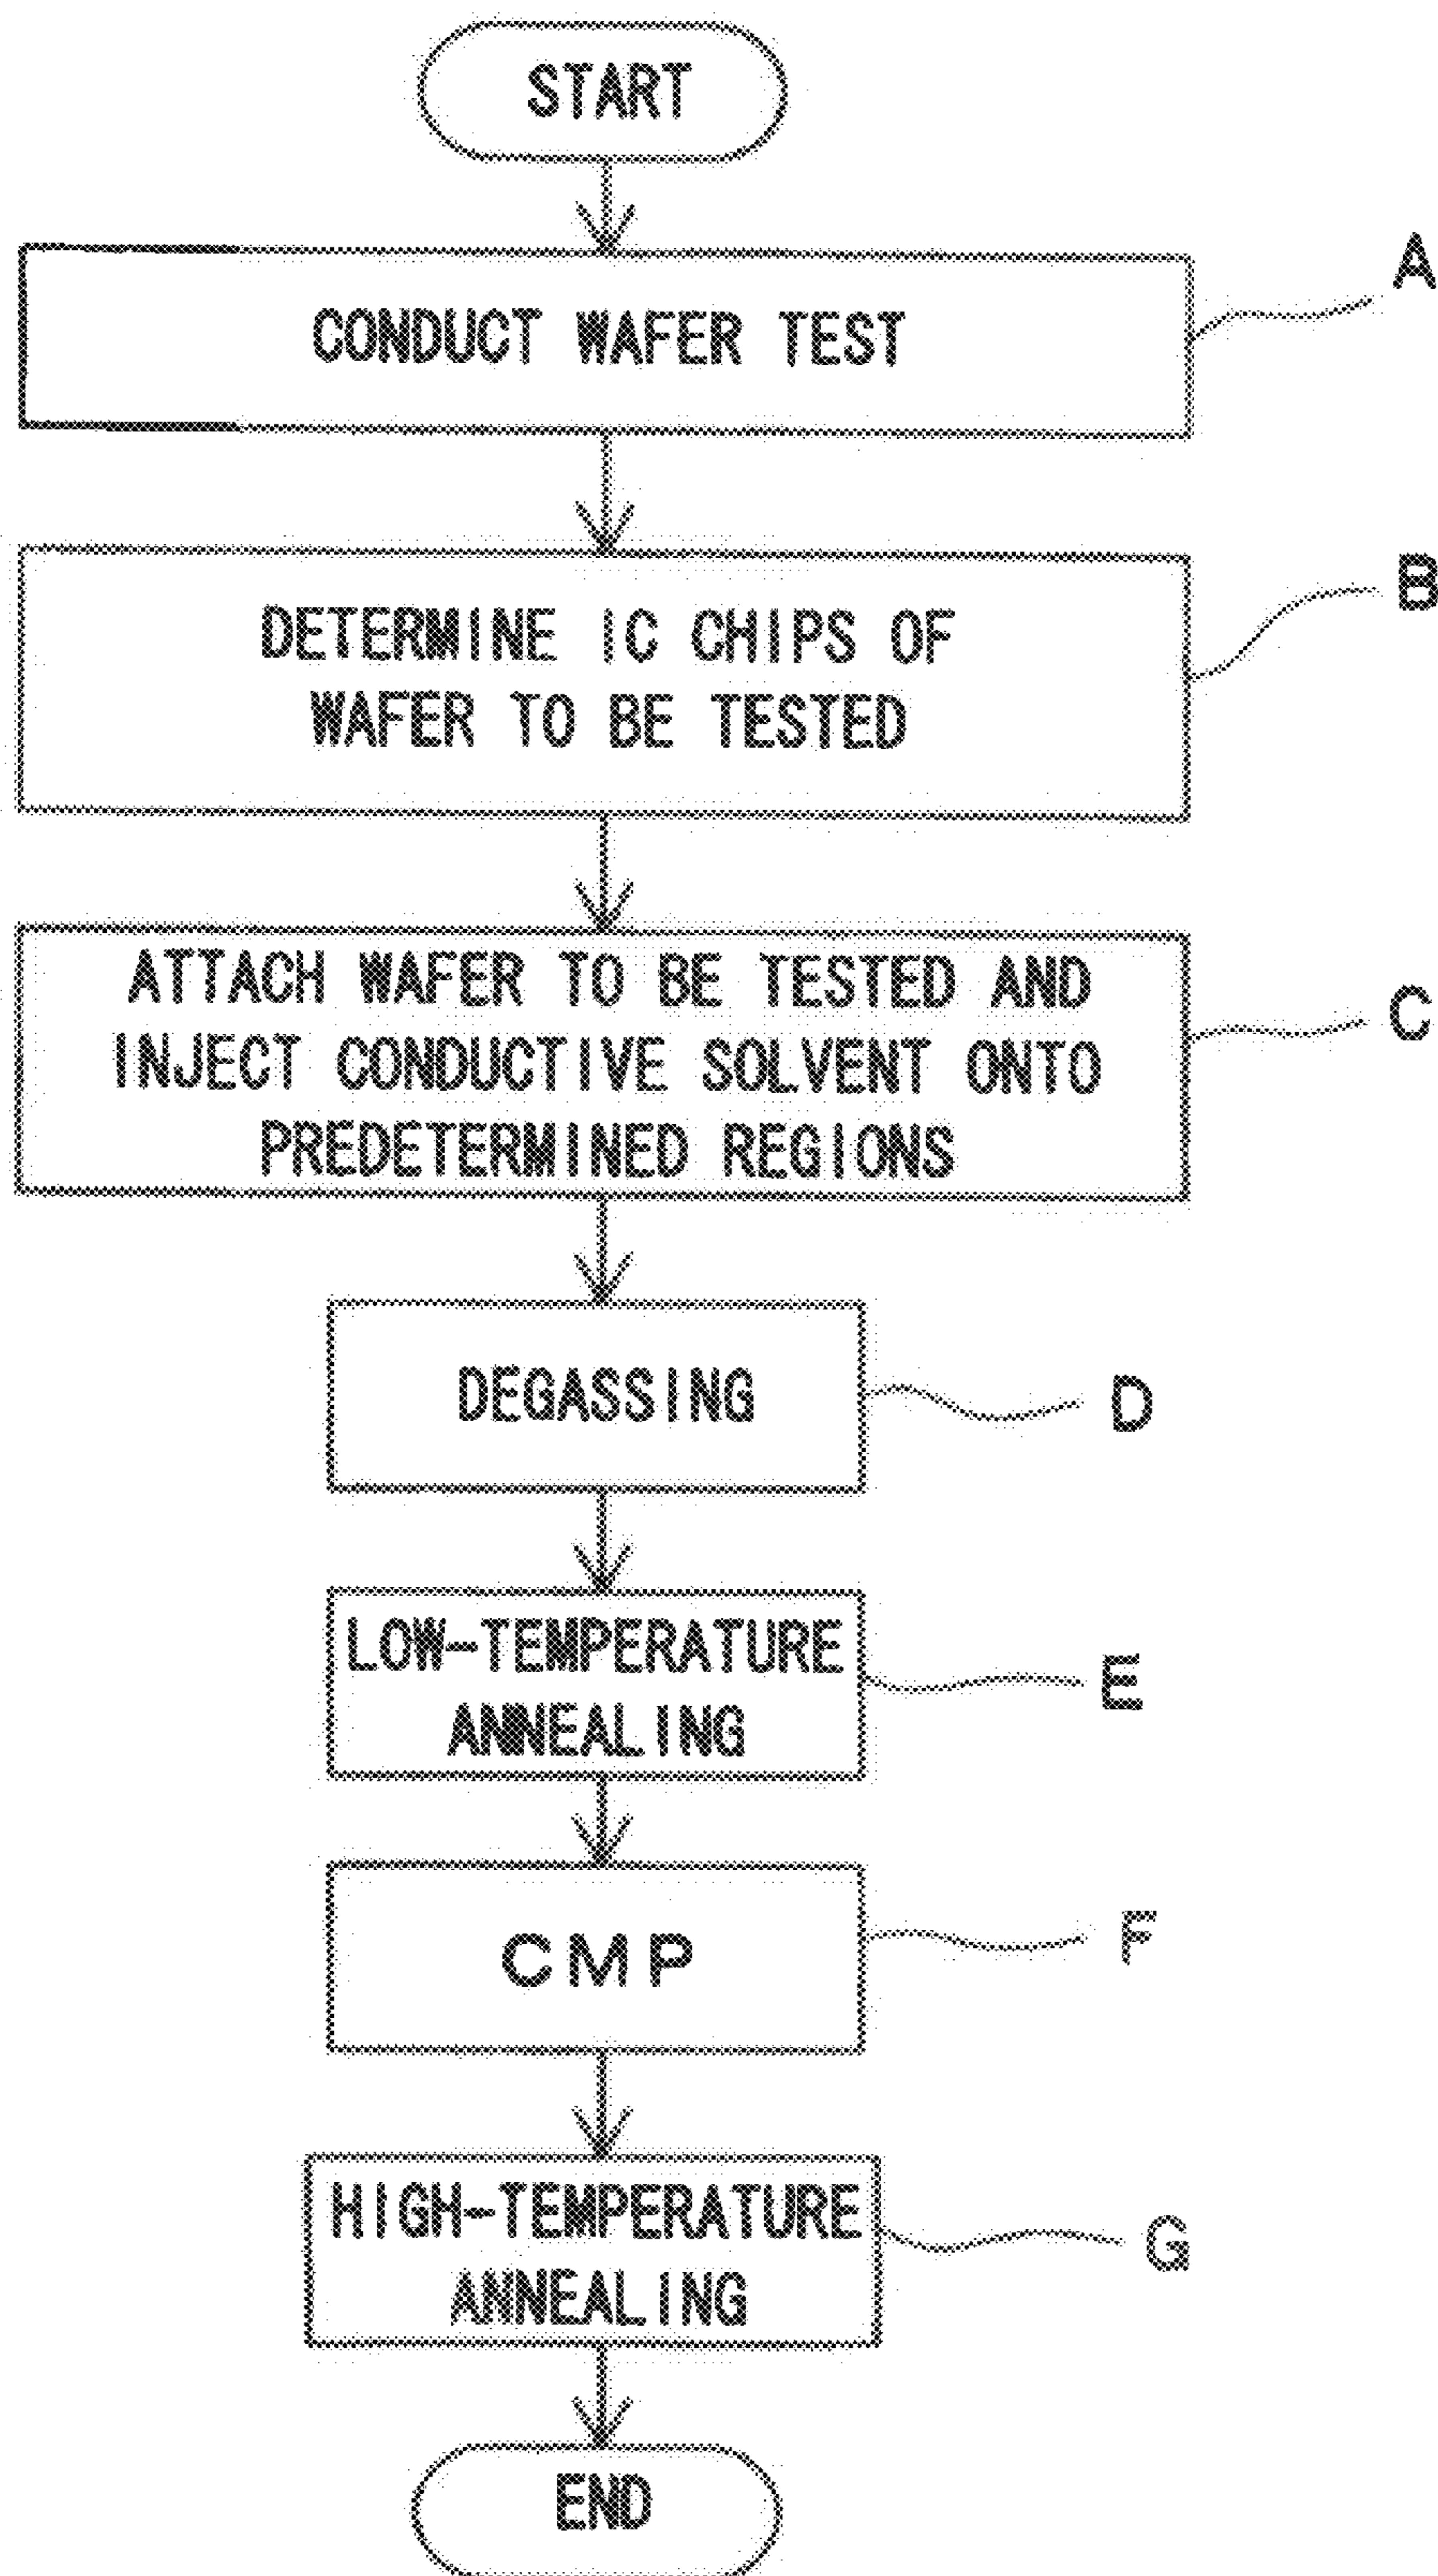 START
CONDUCT WAFER TEST
A
DETERMINE IC CHIPS OF
WAFER TO BE TESTED
B
ATTACH WAFER TO BE TESTED AND
INJECT CONDUCTIVE SOLVENT ONTO
PREDETERMINED REGIONS
C
DEGASSING
D
LOW-TEMPERATURE
ANNEALING
E
CMP
F
HIGH-TEMPERATURE
ANNEALING
G
END